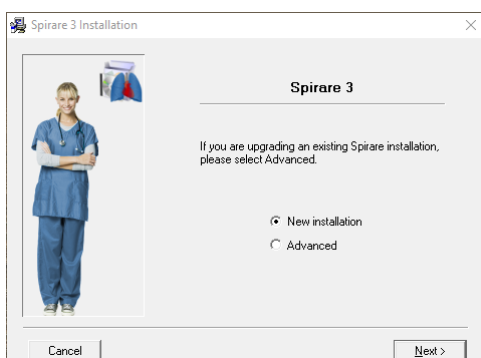 Spirare 3 Installation
Spirare 3
If you are upgrading an existing Spirare installation,
please select Advanced.
New installation
Advanced
Cancel
Next >